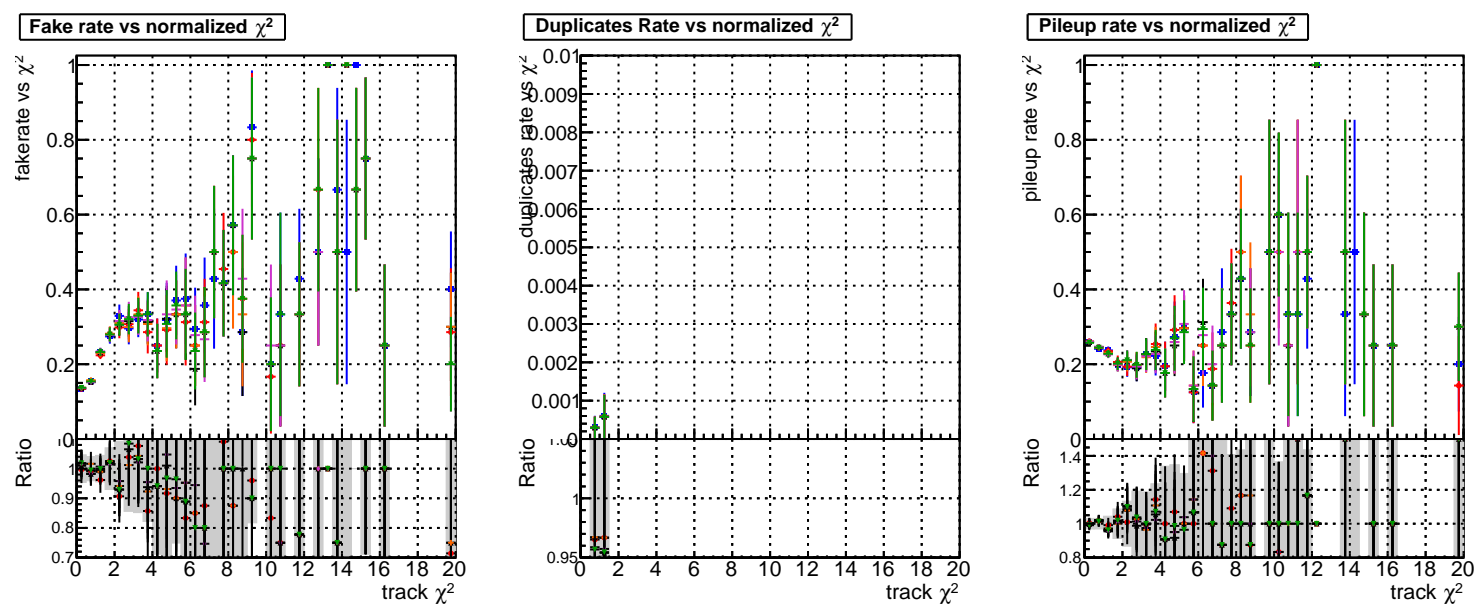 Fake rate vs normalized χ²
fakerate vs χ²
1
0.8
0.6
0.4
0.2
0
Ratio
1
0.9
0.8
0.7
0 2 4 6 8 10 12 14 16 18 20
track χ²
Duplicates Rate vs normalized χ²
duplicates rate vs χ²
0.01
0.009
0.008
0.007
0.006
0.005
0.004
0.003
0.002
0.001
0
Ratio
1
0.95
0 2 4 6 8 10 12 14 16 18 20
track χ²
Pileup rate vs normalized χ²
pileup rate vs χ²
1
0.8
0.6
0.4
0.2
0
Ratio
1.4
1.2
1
0.8
0 2 4 6 8 10 12 14 16 18 20
track χ²